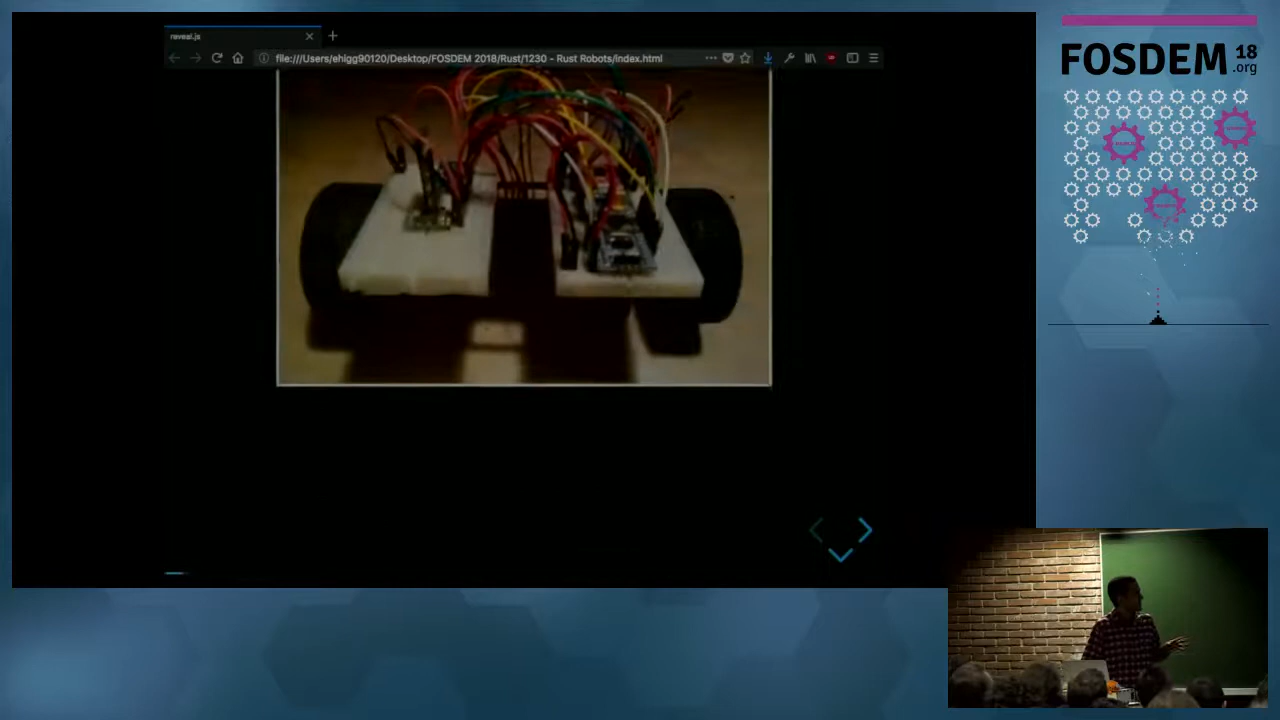 reveal.js
file:///Users/ehigg90120/Desktop/FOSDEM 2018/Rust/1230 - Rust Robots/index.html
FOSDEM 18
.org